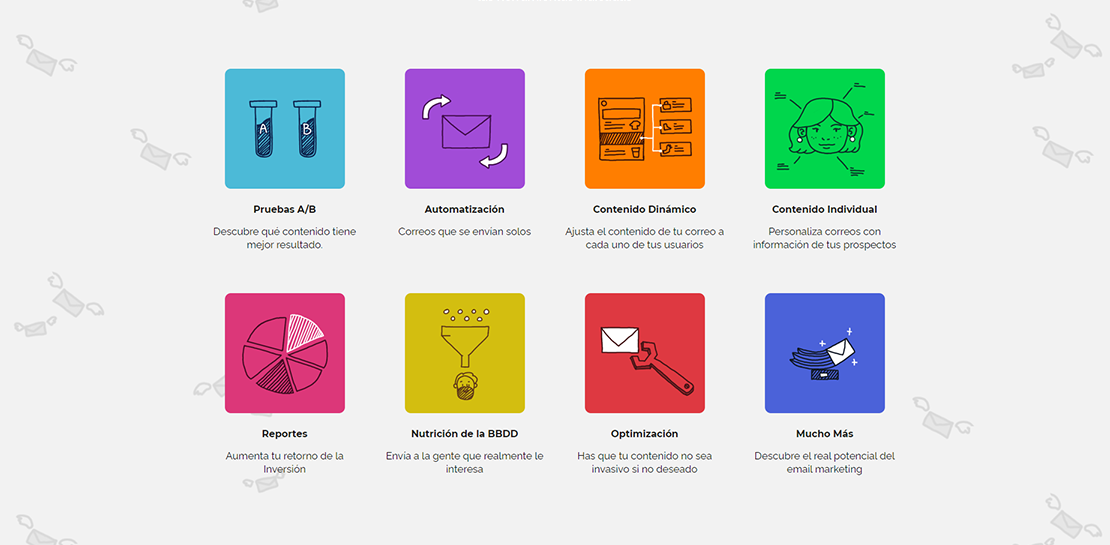 A
B
Pruebas A/B
Descubre qué contenido tiene
mejor resultado.
Automatización
Correos que se envían solos
Contenido Dinámico
Ajusta el contenido de tu correo a
cada uno de tus usuarios
Contenido Individual
Personaliza correos con
información de tus prospectos
Reportes
Aumenta tu retorno de la
Inversión
Nutrición de la BBDD
Envía a la gente que realmente le
interesa
Optimización
Has que tu contenido no sea
invasivo si no deseado
Mucho Más
Descubre el real potencial del
email marketing